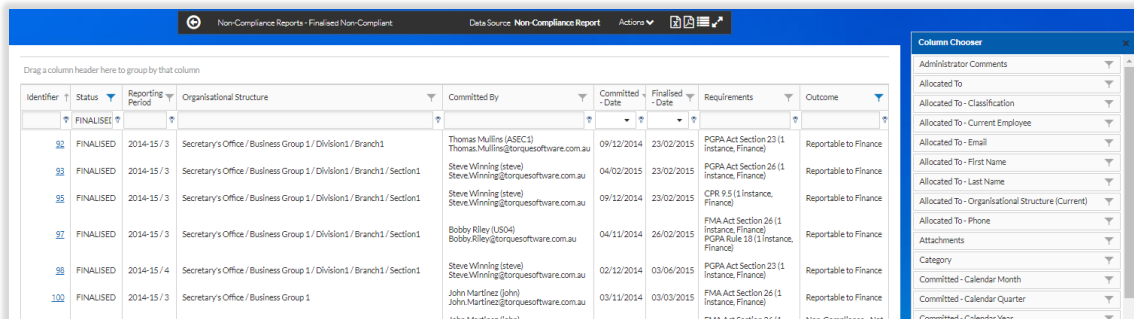 Non-Compliance Reports - Finalised Non-Compliant Data Source Non-Compliance Report Actions
Column Chooser
Drag a column header here to group by that column
Identifier Status Reporting Period Organisational Structure Committed By Committed - Date Finalised - Date Requirements Outcome
FINALISED
92 FINALISED 2014-15 / 3 Secretary's Office / Business Group 1 / Division1 / Branch1 Thomas Mullins (ASEC1) Thomas.Mullins@torquesoftware.com.au 09/12/2014 23/02/2015 PGPA Act Section 23 (1 instance, Finance) Reportable to Finance
93 FINALISED 2014-15 / 3 Secretary's Office / Business Group 1 / Division1 / Branch1 / Section1 Steve Winning (steve) Steve.Winning@torquesoftware.com.au 04/02/2015 23/02/2015 PGPA Act Section 26 (1 instance, Finance) Reportable to Finance
95 FINALISED 2014-15 / 3 Secretary's Office / Business Group 1 / Division1 / Branch1 / Section1 Steve Winning (steve) Steve.Winning@torquesoftware.com.au 09/12/2014 23/02/2015 CPR 9.5 (1 instance, Finance) Reportable to Finance
97 FINALISED 2014-15 / 3 Secretary's Office / Business Group 1 / Division1 / Branch1 / Section1 Bobby Riley (US04) Bobby.Riley@torquesoftware.com.au 04/11/2014 26/02/2015 FMA Act Section 26 (1 instance, Finance) PGPA Rule 18 (1 instance, Finance) Reportable to Finance
98 FINALISED 2014-15 / 4 Secretary's Office / Business Group 1 / Division1 / Branch1 / Section1 Steve Winning (steve) Steve.Winning@torquesoftware.com.au 02/12/2014 03/06/2015 PGPA Act Section 23 (1 instance, Finance) Reportable to Finance
100 FINALISED 2014-15 / 3 Secretary's Office / Business Group 1 John Martinez (john) John.Martinez@torquesoftware.com.au 03/11/2014 03/03/2015 FMA Act Section 26 (1 instance, Finance) Reportable to Finance
Administrator Comments
Allocated To
Allocated To - Classification
Allocated To - Current Employee
Allocated To - Email
Allocated To - First Name
Allocated To - Last Name
Allocated To - Organisational Structure (Current)
Allocated To - Phone
Attachments
Category
Committed - Calendar Month
Committed - Calendar Quarter
Committed - Calendar Year